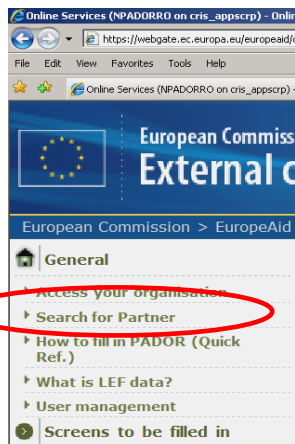 Online Services (NPADORRO on cris_appscrp) - Onli
https://webgate.ec.europa.eu/europeaid/
File Edit View Favorites Tools Help
Online Services (NPADORRO on cris_appscrp) -
European Commiss
External c
European Commission > EuropeAid
General
Access your organisation
Search for Partner
How to fill in PADOR (Quick
Ref.)
What is LEF data?
User management
Screens to be filled in